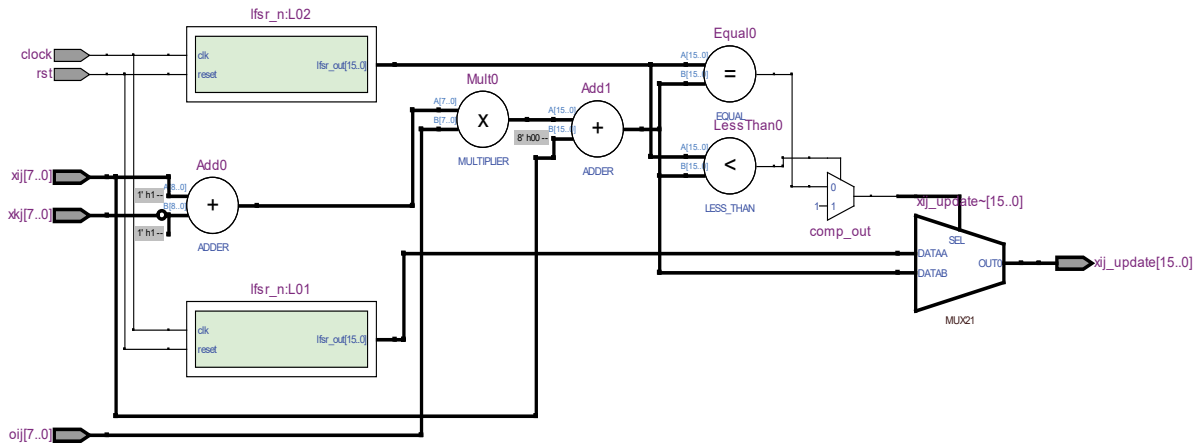 lfsr_n:L02
clock
rst
clk
reset
lfsr_out[15..0]
Equal0
A[15..0]
B[15..0]
=
EQUAL
Mult0
A[7..0]
B[7..0]
x
MULTIPLIER
Add1
A[15..0]
B[15..0]
8' h00 --
+
ADDER
LessThan0
A[15..0]
B[15..0]
<
LESS_THAN
0
1
1
comp_out
Add0
xij[7..0]
xkj[7..0]
A[8..0]
1' h1 --
B[8..0]
1' h1 --
+
ADDER
xij_update~[15..0]
SEL
DATAA
DATAB
OUT0
MUX21
xij_update[15..0]
lfsr_n:L01
clk
reset
lfsr_out[15..0]
oij[7..0]